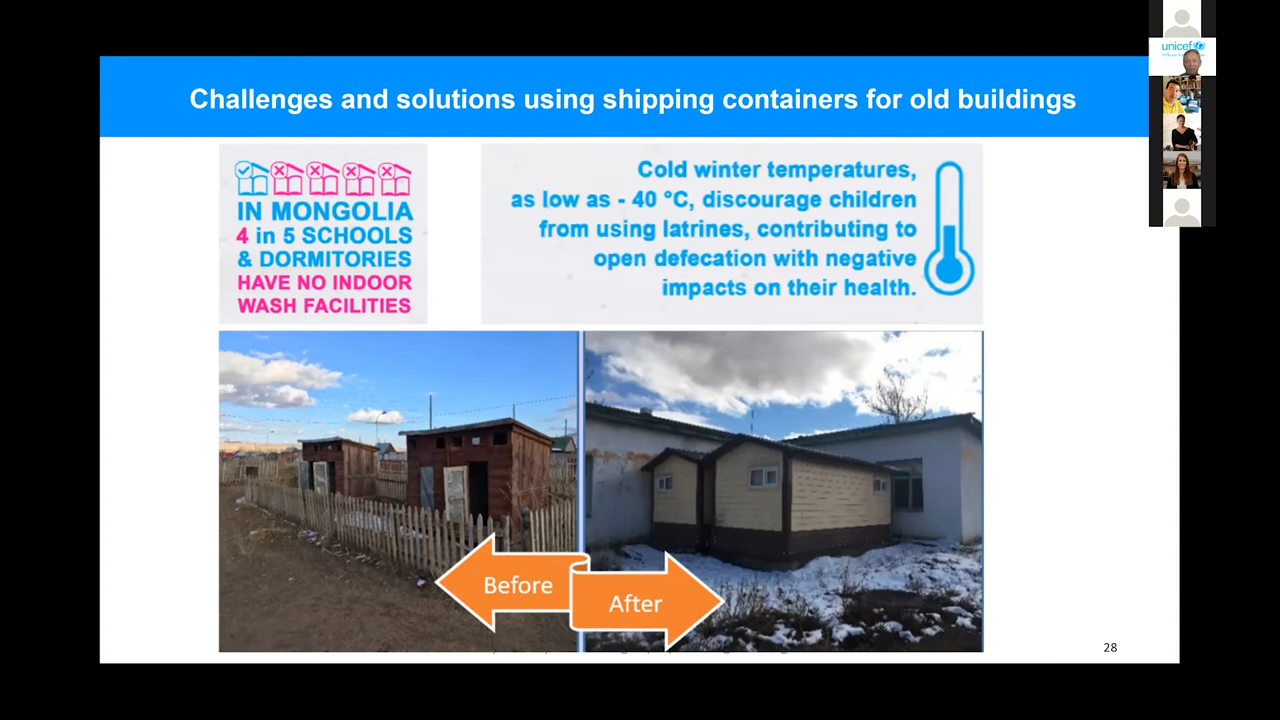 Challenges and solutions using shipping containers for old buildings
IN MONGOLIA
4 in 5 SCHOOLS
& DORMITORIES
HAVE NO INDOOR
WASH FACILITIES
Cold winter temperatures,
as low as - 40 °C, discourage children
from using latrines, contributing to
open defecation with negative
impacts on their health.
Before
After
28
unicef